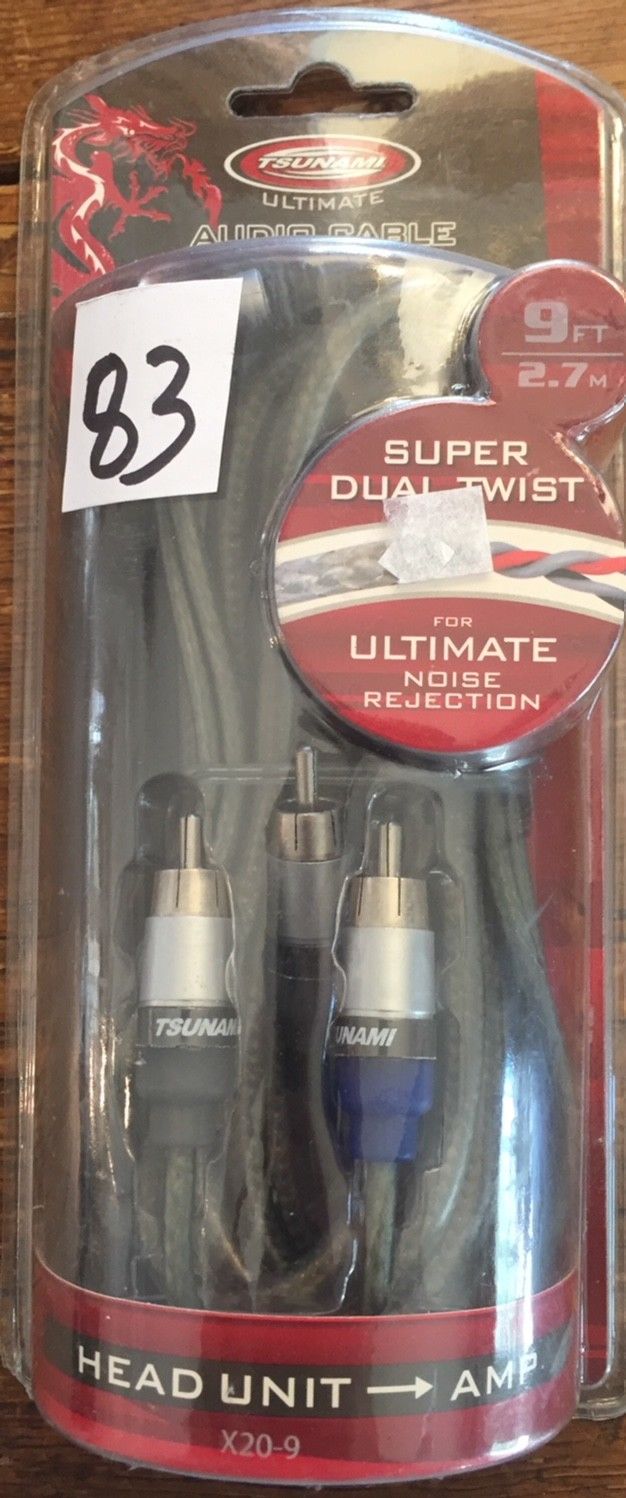 TSUNAMI
ULTIMATE
AUDIO CABLE
83
9 FT
2.7 M
SUPER
DUAL TWIST
FOR
ULTIMATE
NOISE
REJECTION
TSUNAMI
UNAMI
HEAD UNIT → AMP
X20-9